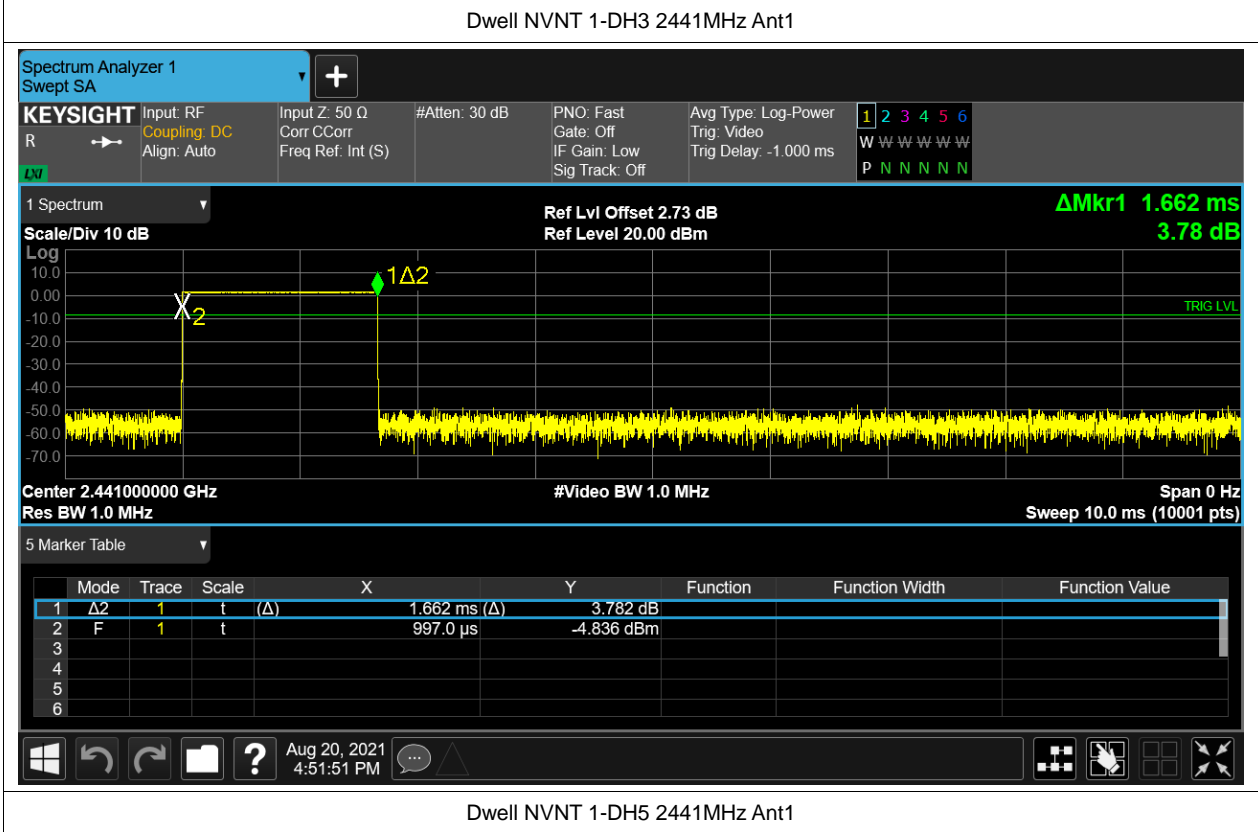 Dwell NVNT 1-DH3 2441MHz Ant1
Spectrum Analyzer 1
Swept SA
+
KEYSIGHT Input: RF Input Z: 50 Ω #Atten: 30 dB PNO: Fast Avg Type: Log-Power 1 2 3 4 5 6
R Coupling: DC Corr CCorr Gate: Off Trig: Video W W W W W W
Align: Auto Freq Ref: Int (S) IF Gain: Low Trig Delay: -1.000 ms
LXI Sig Track: Off P N N N N N
1 Spectrum Ref Lvl Offset 2.73 dB ΔMkr1 1.662 ms
Scale/Div 10 dB Ref Level 20.00 dBm 3.78 dB
Log
10.0 1Δ2
0.00 TRIG LVL
-10.0 X2
-20.0
-30.0
-40.0
-50.0
-60.0
-70.0
Center 2.441000000 GHz #Video BW 1.0 MHz Span 0 Hz
Res BW 1.0 MHz Sweep 10.0 ms (10001 pts)
5 Marker Table
Mode Trace Scale X Y Function Function Width Function Value
1 Δ2 1 t (Δ) 1.662 ms (Δ) 3.782 dB
2 F 1 t 997.0 µs -4.836 dBm
3
4
5
6
? Aug 20, 2021
4:51:51 PM
Dwell NVNT 1-DH5 2441MHz Ant1